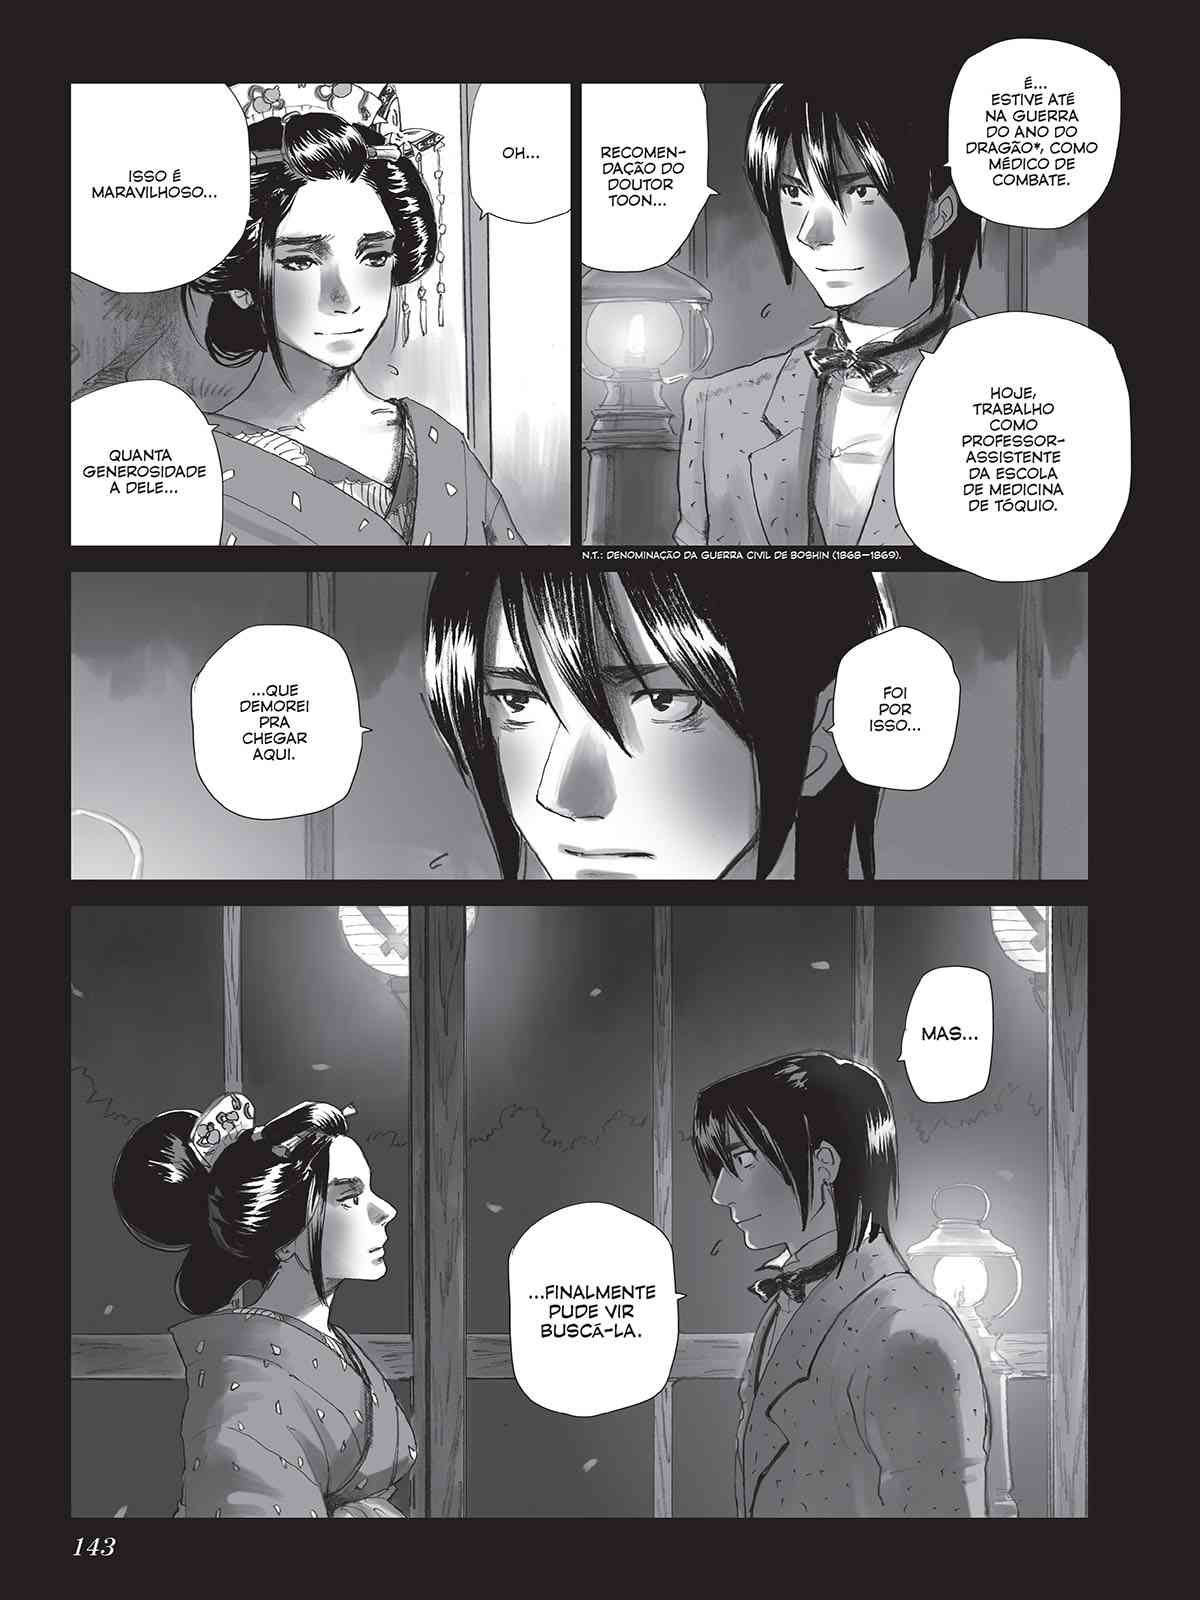 É...
ESTIVE ATÉ
NA GUERRA
DO ANO DO
DRAGÃO*, COMO
MÉDICO DE
COMBATE.
HOJE,
TRABALHO
COMO
PROFESSOR-
ASSISTENTE
DA ESCOLA
DE MEDICINA
DE TÓQUIO.
RECOMEN-
DAÇÃO DO
DOUTOR
TOON...
N.T.: DENOMINAÇÃO DA GUERRA CIVIL DE BOSHIN (1868—1869).
OH...
ISSO É
MARAVILHOSO...
QUANTA
GENEROSIDADE
A DELE...
FOI
POR
ISSO...
...QUE
DEMOREI
PRA
CHEGAR
AQUI.
MAS...
...FINALMENTE
PUDE VIR
BUSCÁ-LA.
143